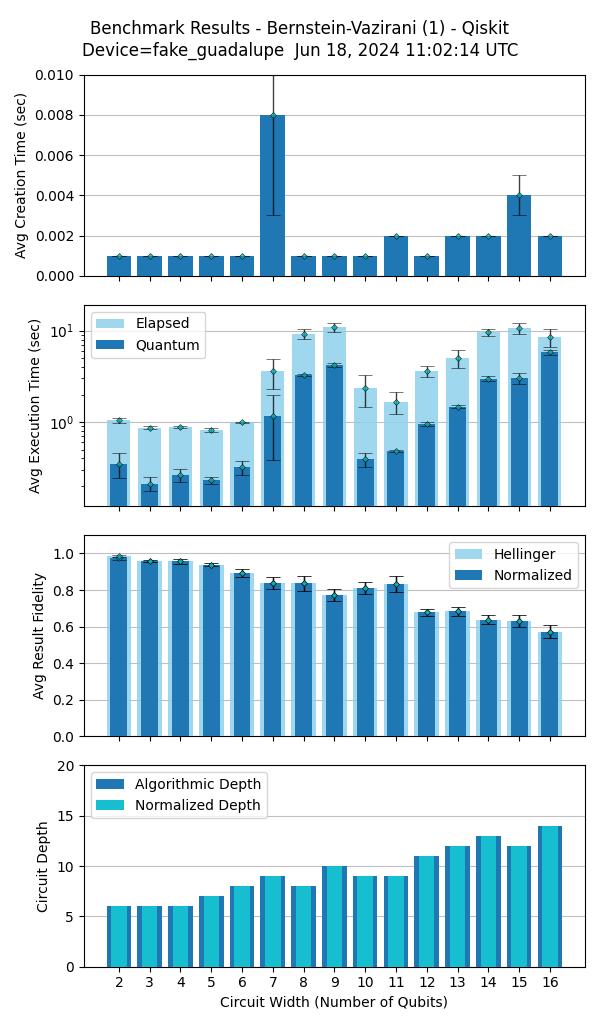 Benchmark Results - Bernstein-Vazirani (1) - Qiskit
Device=fake_guadalupe  Jun 18, 2024 11:02:14 UTC
Avg Creation Time (sec)
0.010
0.008
0.006
0.004
0.002
0.000
Avg Execution Time (sec)
10¹
10⁰
Elapsed
Quantum
Avg Result Fidelity
1.0
0.8
0.6
0.4
0.2
0.0
Hellinger
Normalized
Circuit Depth
20
15
10
5
0
Algorithmic Depth
Normalized Depth
2 3 4 5 6 7 8 9 10 11 12 13 14 15 16
Circuit Width (Number of Qubits)